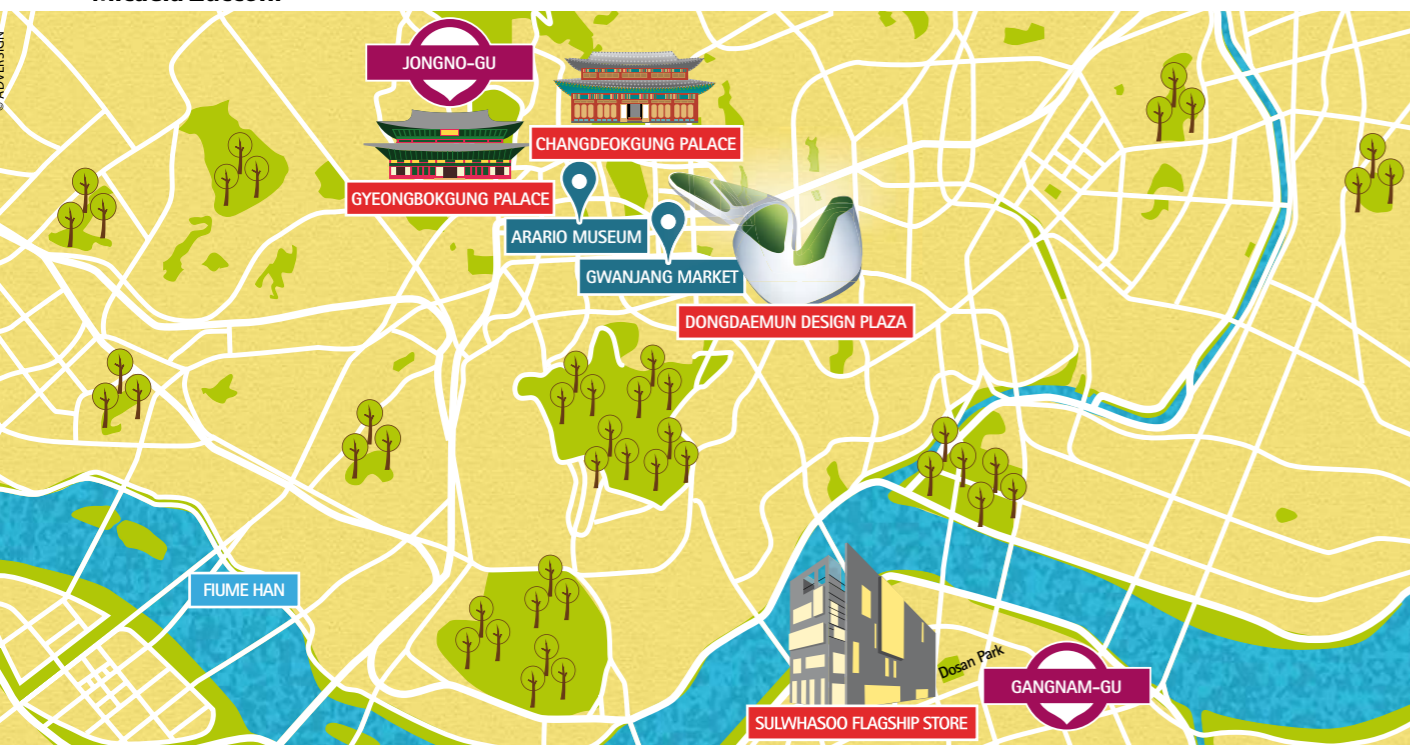 © ADVERSIGN
JONGNO-GU
CHANGDEOKGUNG PALACE
GYEONGBOKGUNG PALACE
ARARIO MUSEUM
GWANJANG MARKET
DONGDAEMUN DESIGN PLAZA
FIUME HAN
Dosan Park
GANGNAM-GU
SULWHASOO FLAGSHIP STORE